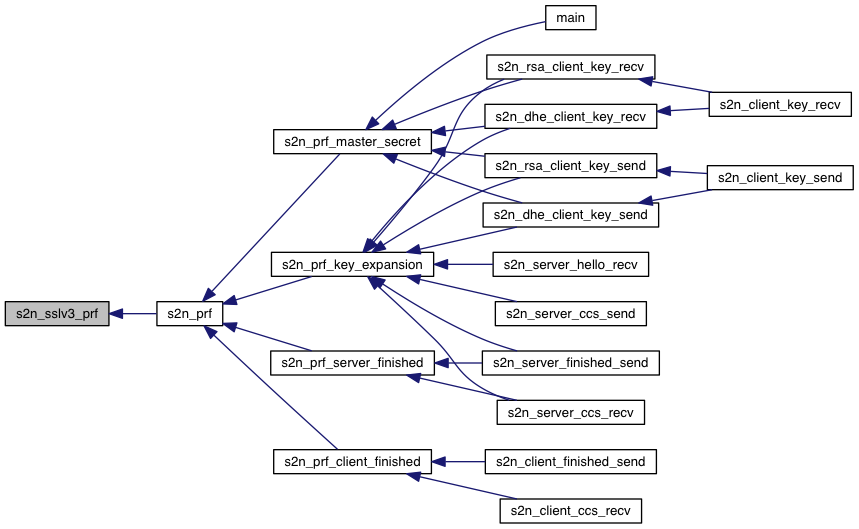 main
s2n_rsa_client_key_recv
s2n_client_key_recv
s2n_dhe_client_key_recv
s2n_prf_master_secret
s2n_rsa_client_key_send
s2n_client_key_send
s2n_dhe_client_key_send
s2n_prf_key_expansion
s2n_server_hello_recv
s2n_sslv3_prf
s2n_prf
s2n_server_ccs_send
s2n_prf_server_finished
s2n_server_finished_send
s2n_server_ccs_recv
s2n_prf_client_finished
s2n_client_finished_send
s2n_client_ccs_recv